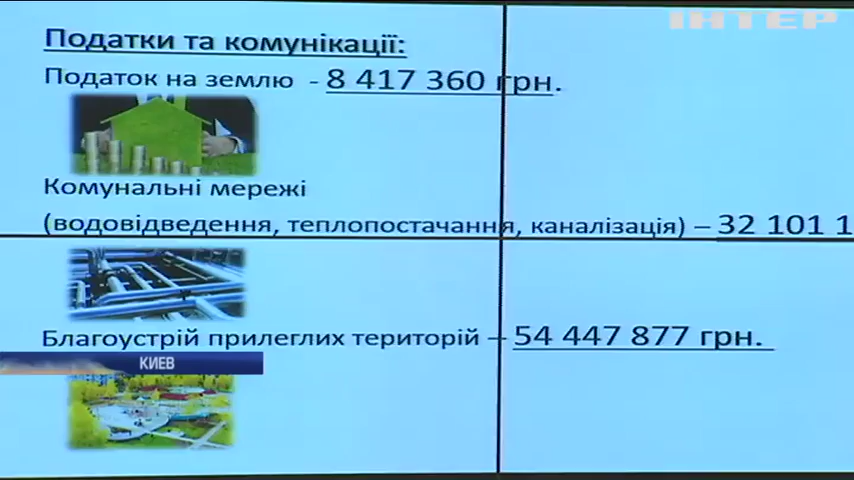 ІНТЕР
Податки та комунікації:
Податок на землю - 8 417 360 грн.
Комунальні мережі
(водовідведення, теплопостачання, каналізація) – 32 101 1
Благоустрій прилеглих територій – 54 447 877 грн.
КИЕВ